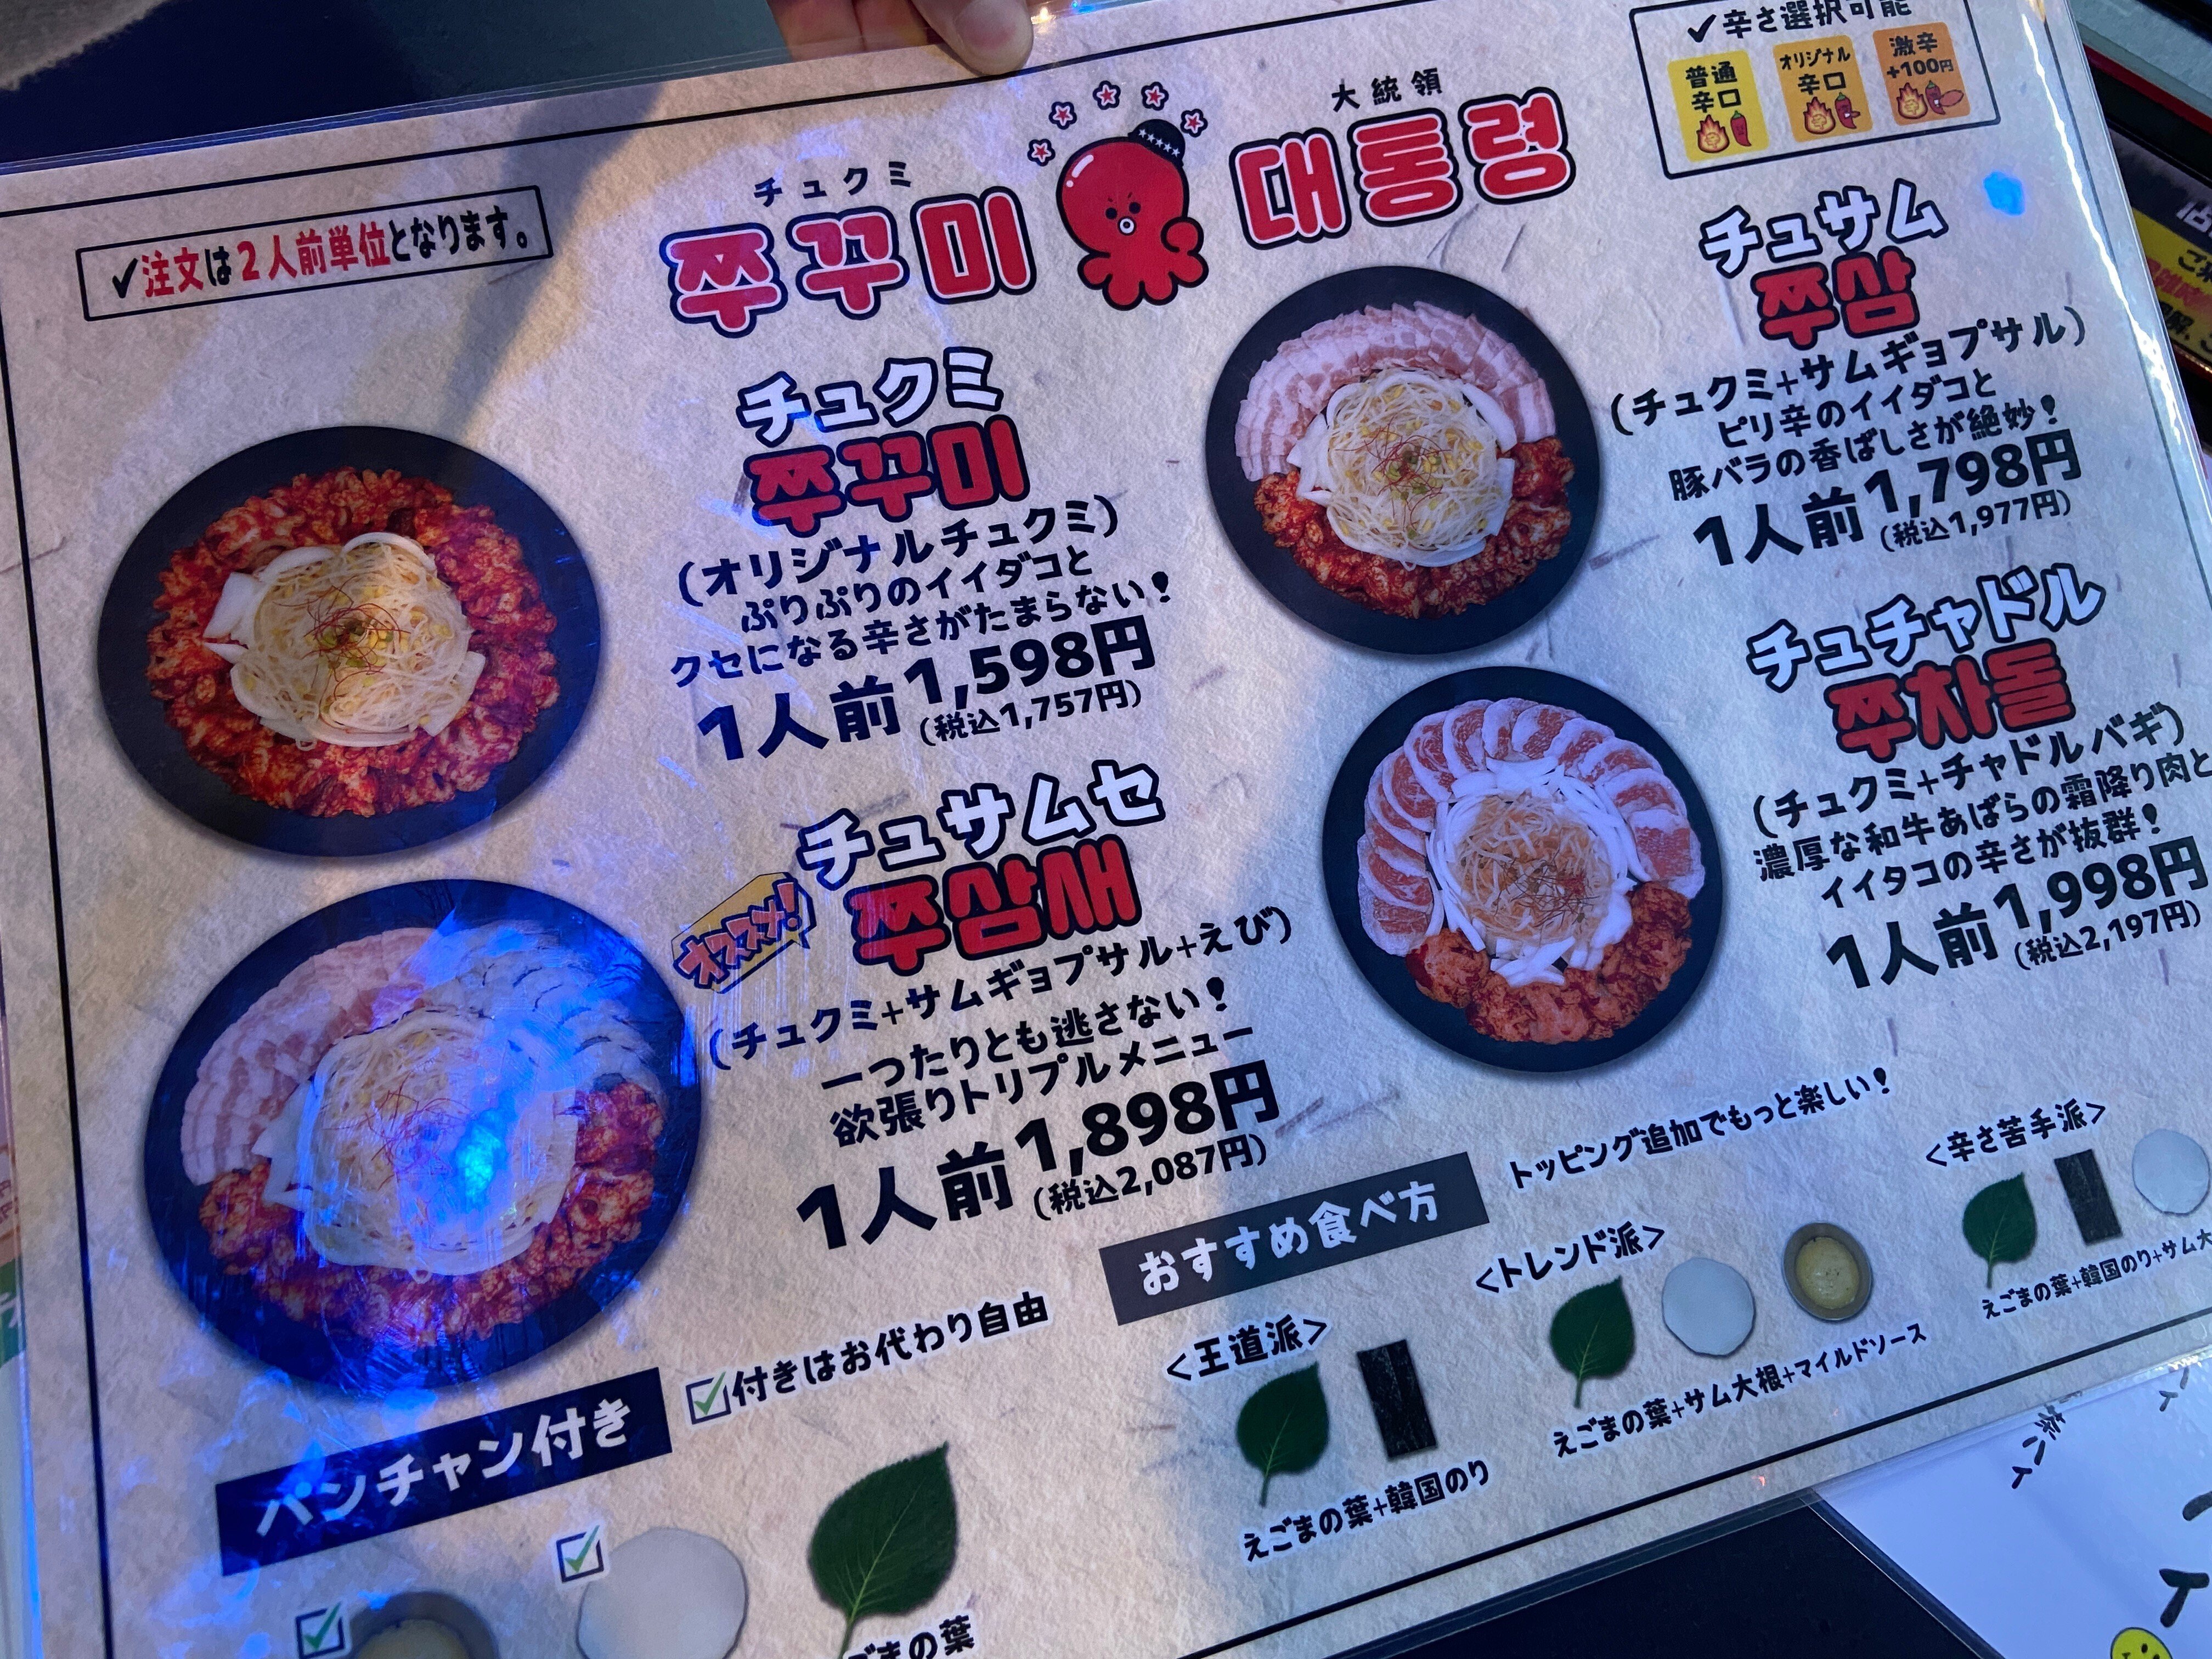 ✓注文は2人前単位となります。
チュクミ
쭈꾸미
大統領
대통령
✓辛さ選択可能
普通
辛口
オリジナル
辛口
激辛
+100円
チュクミ
쭈꾸미
(オリジナルチュクミ)
ぷりぷりのイイダコと
クセになる辛さがたまらない!
1人前1,598円
(税込1,757円)
チュサムセ
オススメ!
쭈삼새
(チュクミ+サムギョプサル+えび)
一つたりとも逃さない!
欲張りトリプルメニュー
1人前1,898円
(税込2,087円)
チュサム
쭈삼
(チュクミ+サムギョプサル)
ピリ辛のイイダコと
豚バラの香ばしさが絶妙!
1人前1,798円
(税込1,977円)
チュチャドル
쭈차돌
(チュクミ+チャドルバギ)
濃厚な和牛あばらの霜降り肉と
イイタコの辛さが抜群!
1人前1,998円
(税込2,197円)
パンチャン付き
付きはお代わり自由
ごまの葉
おすすめ食べ方
トッピング追加でもっと楽しい!
<王道派>
えごまの葉+韓国のり
<トレンド派>
えごまの葉+サム大根+マイルドソース
<辛さ苦手派>
えごまの葉+韓国のり+サム大